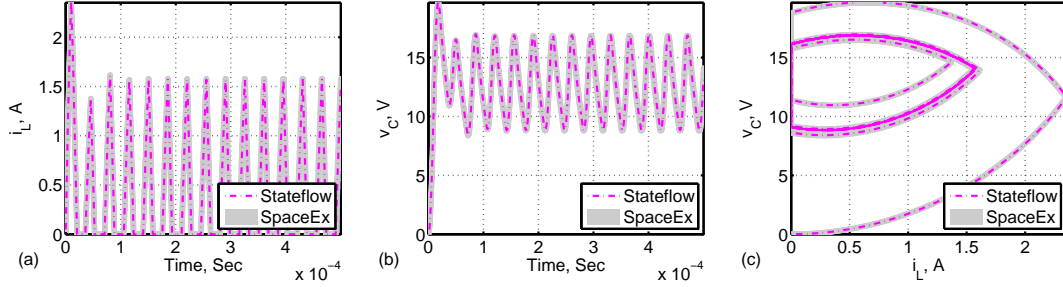 2
1.5
1
0.5
0
i_L, A
0 1 2 3 4
Time, Sec
x 10^-4
Stateflow
SpaceEx
(a)
15
10
5
0
v_C, V
0 1 2 3 4
Time, Sec
x 10^-4
Stateflow
SpaceEx
(b)
15
10
5
0
v_C, V
0 0.5 1 1.5 2
i_L, A
Stateflow
SpaceEx
(c)